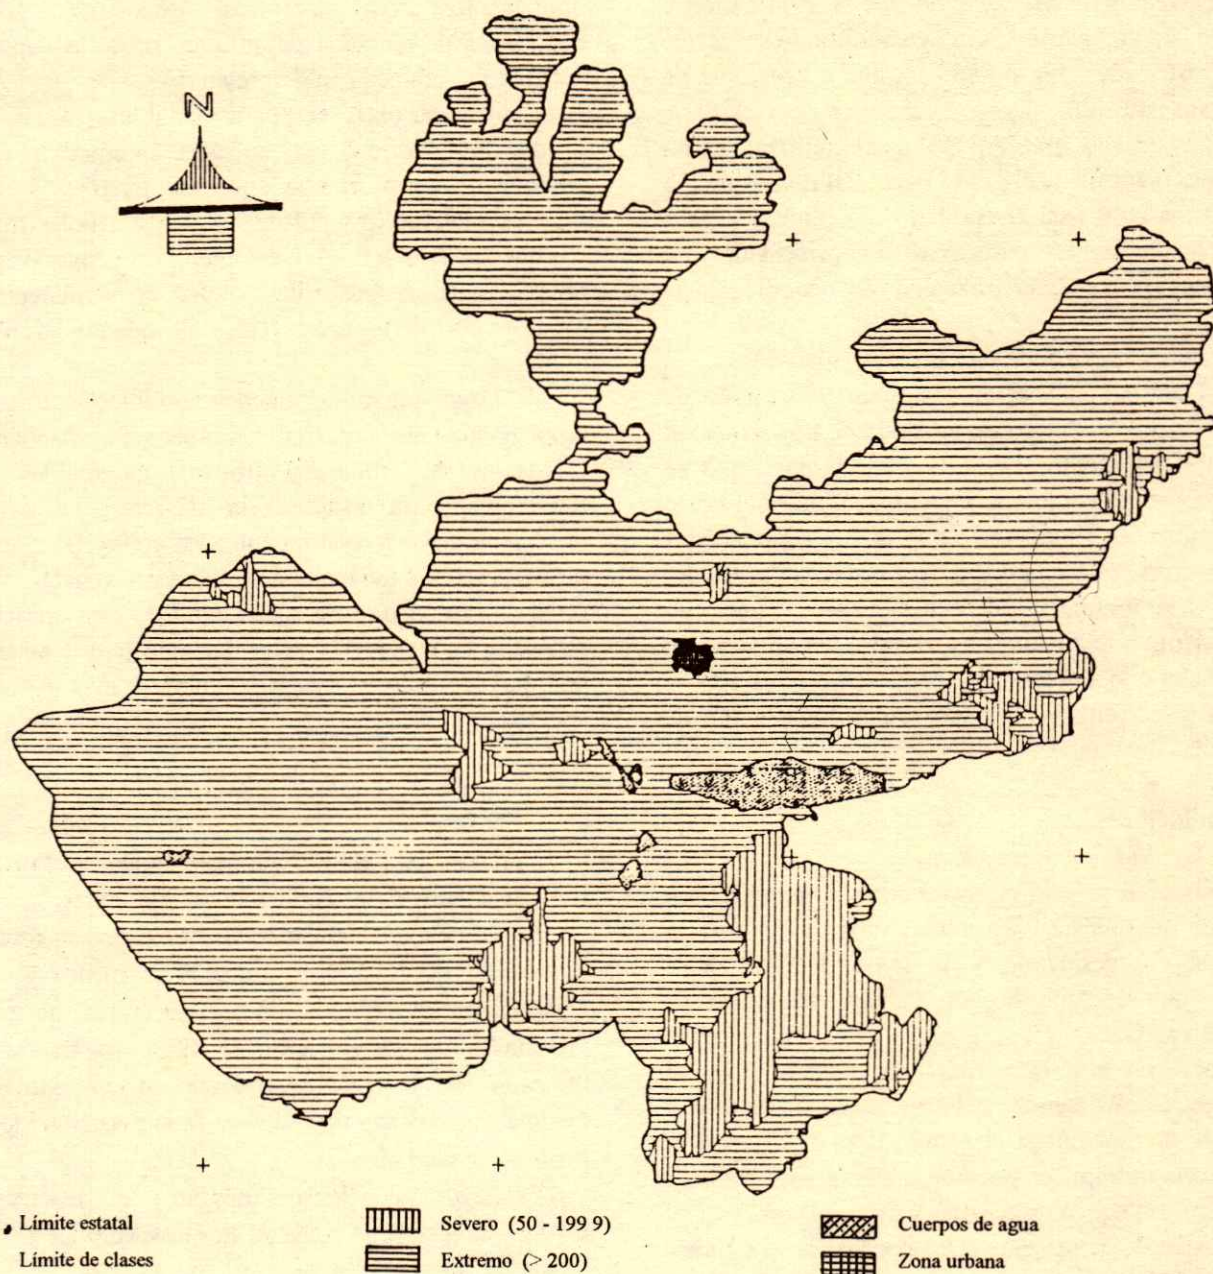 N
Límite estatal
Límite de clases
Severo (50 - 199 9)
Extremo (> 200)
Cuerpos de agua
Zona urbana